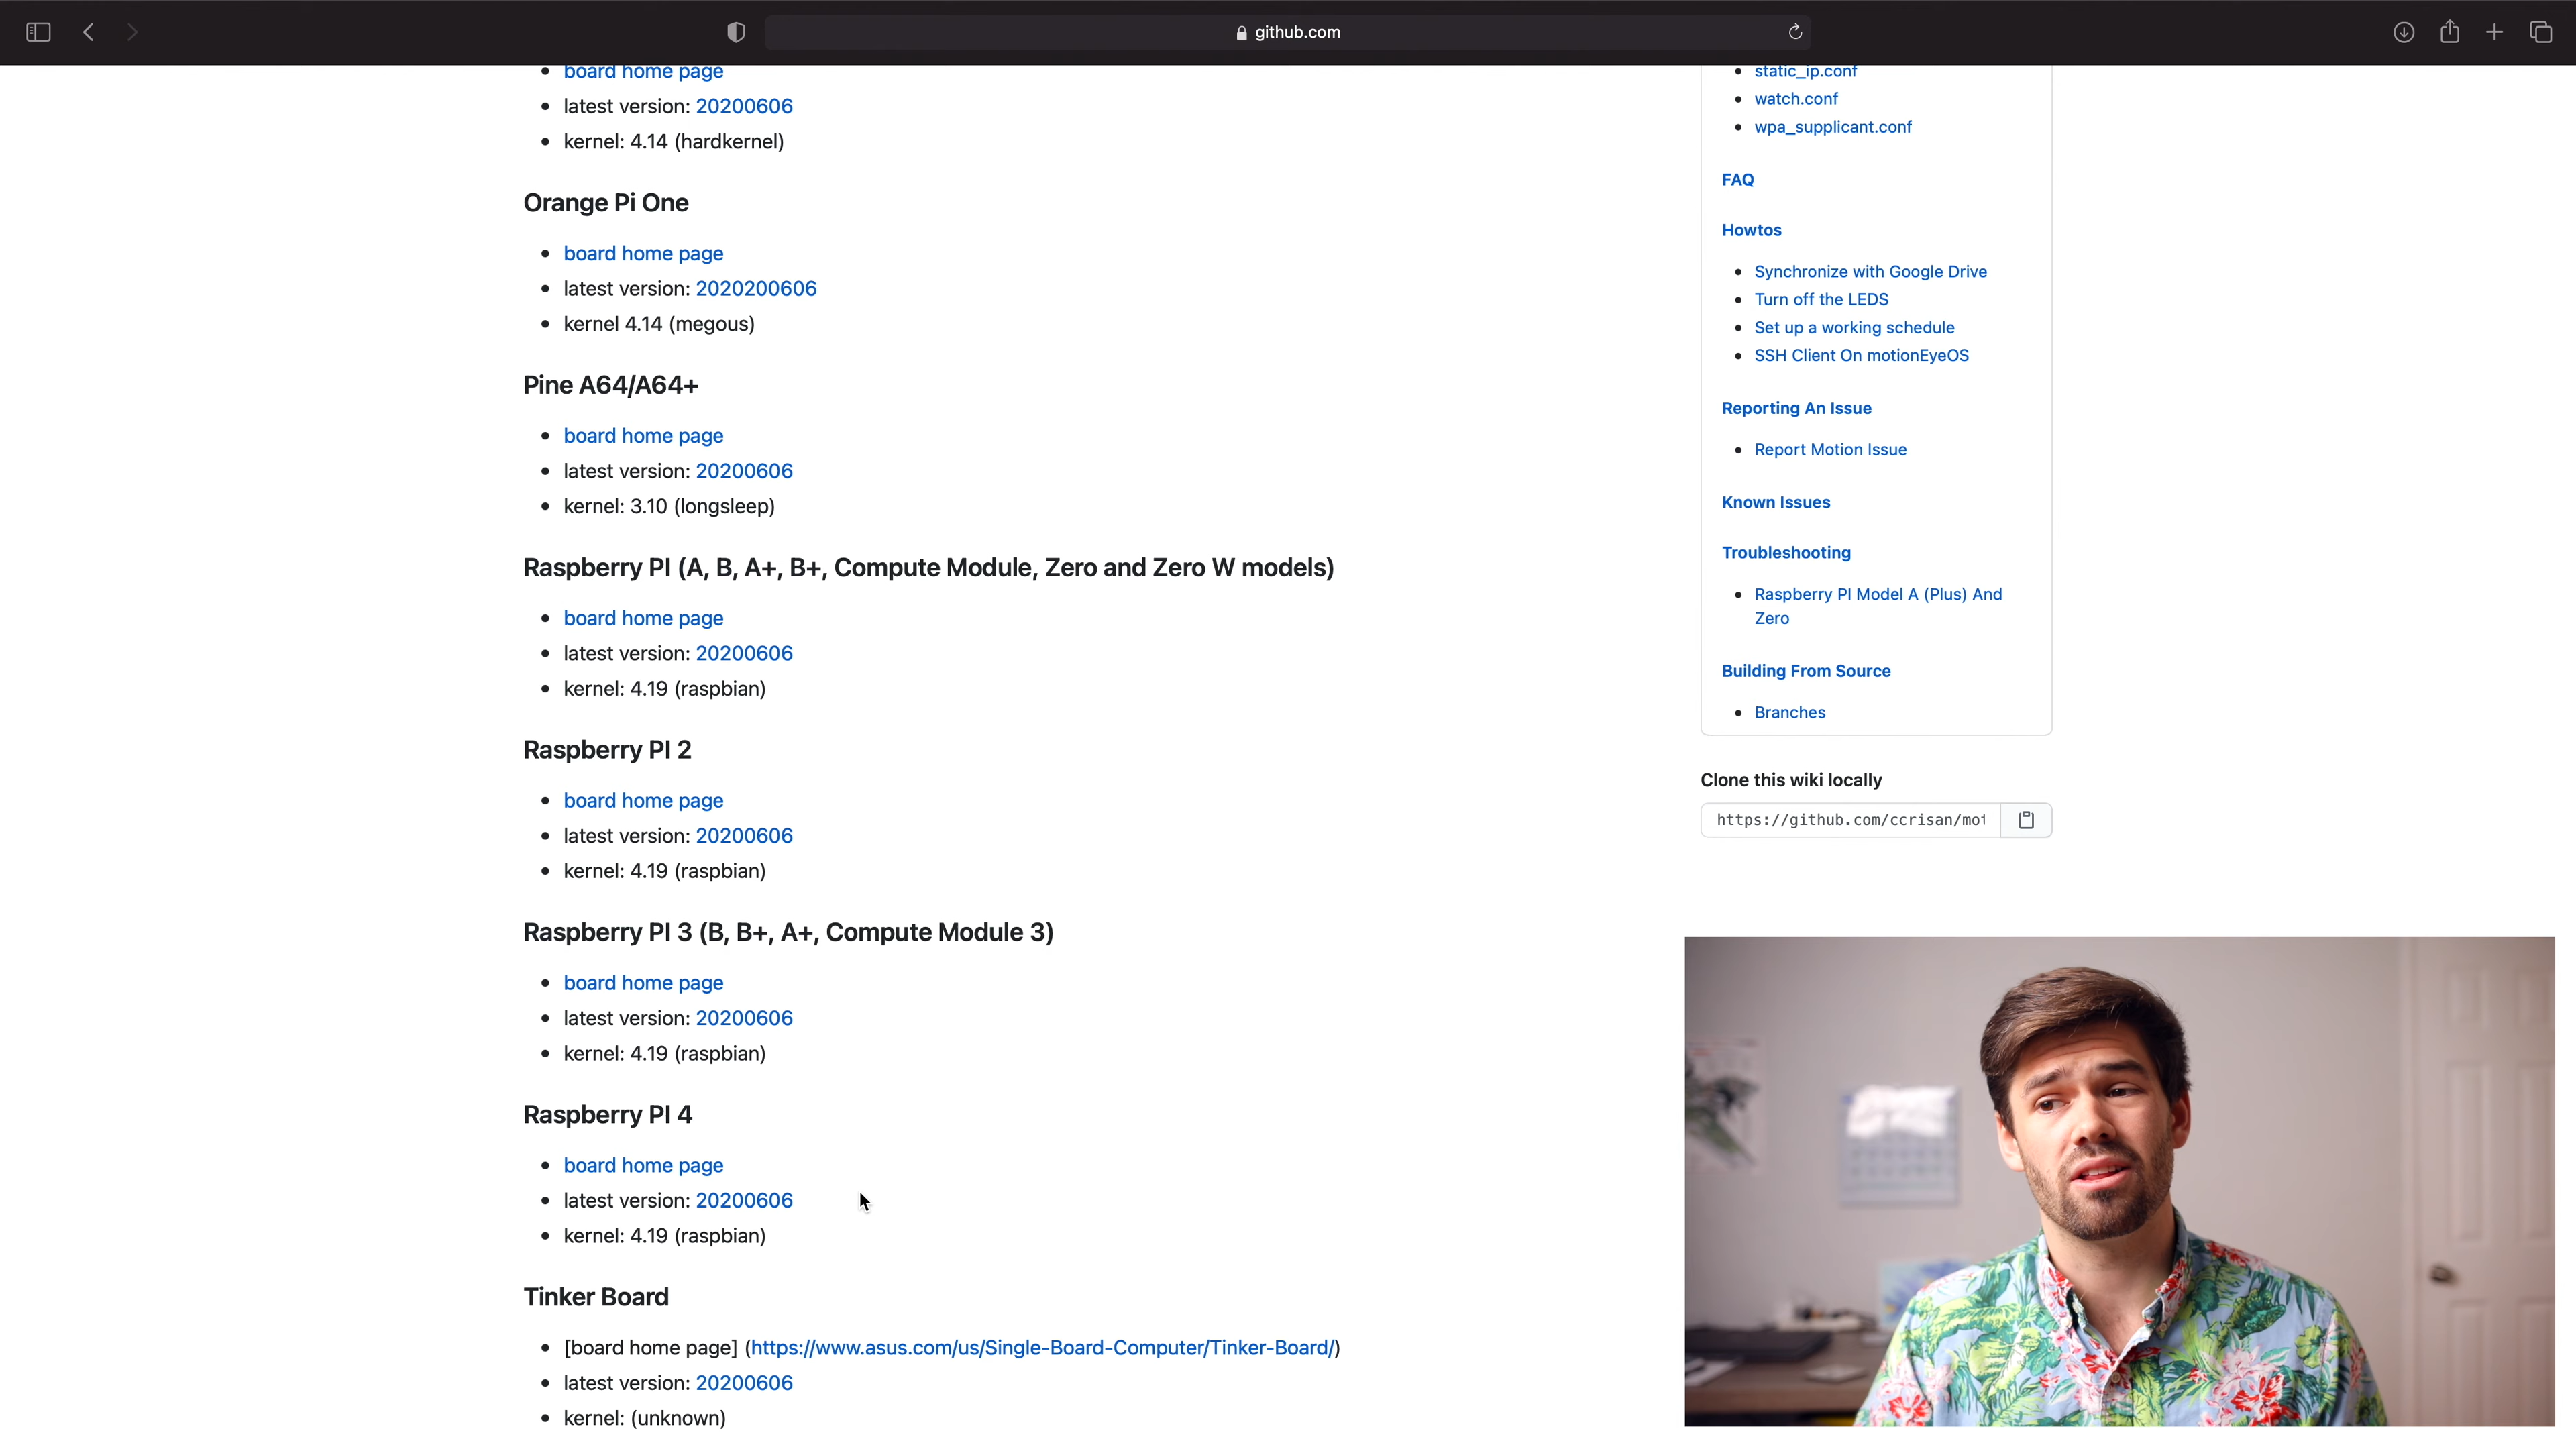 github.com
board home page
latest version: 20200606
kernel: 4.14 (hardkernel)
Orange Pi One
board home page
latest version: 2020200606
kernel 4.14 (megous)
Pine A64/A64+
board home page
latest version: 20200606
kernel: 3.10 (longsleep)
Raspberry PI (A, B, A+, B+, Compute Module, Zero and Zero W models)
board home page
latest version: 20200606
kernel: 4.19 (raspbian)
Raspberry PI 2
board home page
latest version: 20200606
kernel: 4.19 (raspbian)
Raspberry PI 3 (B, B+, A+, Compute Module 3)
board home page
latest version: 20200606
kernel: 4.19 (raspbian)
Raspberry PI 4
board home page
latest version: 20200606
kernel: 4.19 (raspbian)
Tinker Board
[board home page] (https://www.asus.com/us/Single-Board-Computer/Tinker-Board/)
latest version: 20200606
kernel: (unknown)
static_ip.conf
watch.conf
wpa_supplicant.conf
FAQ
Howtos
Synchronize with Google Drive
Turn off the LEDS
Set up a working schedule
SSH Client On motionEyeOS
Reporting An Issue
Report Motion Issue
Known Issues
Troubleshooting
Raspberry PI Model A (Plus) And
Zero
Building From Source
Branches
Clone this wiki locally
https://github.com/ccrisan/mot